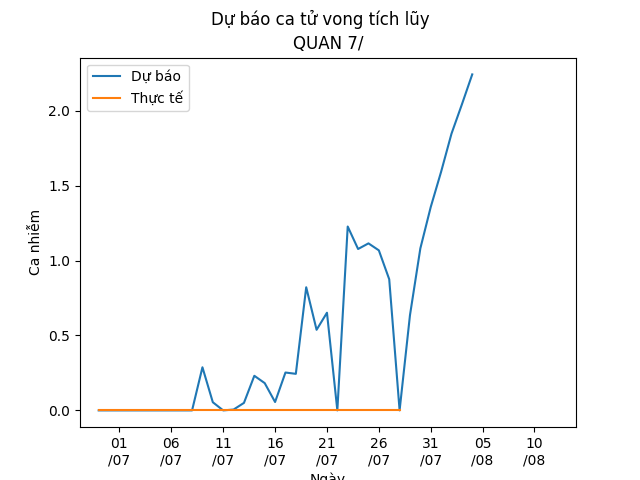 Dự báo ca tử vong tích lũy
QUAN 7/
Dự báo
Thực tế
Ca nhiễm
2.0
1.5
1.0
0.5
0.0
01 06 11 16 21 26 31 05 10
/07 /07 /07 /07 /07 /07 /07 /08 /08
Ngày